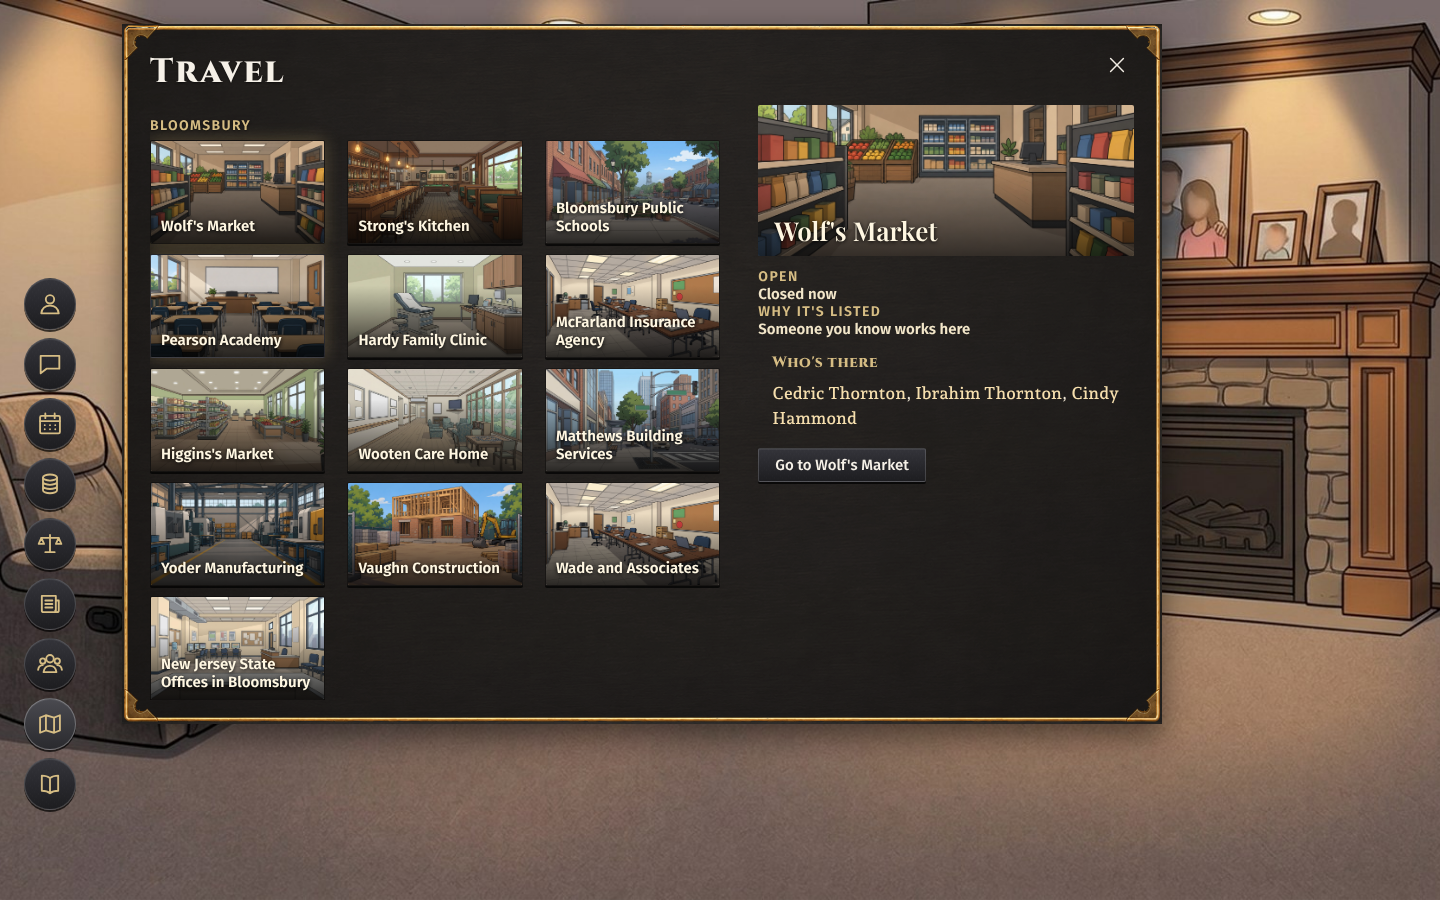 Travel
BLOOMSBURY
Wolf's Market
Strong's Kitchen
Bloomsbury Public
Schools
Pearson Academy
Hardy Family Clinic
McFarland Insurance
Agency
Higgins's Market
Wooten Care Home
Matthews Building
Services
Yoder Manufacturing
Vaughn Construction
Wade and Associates
New Jersey State
Offices in Bloomsbury
Wolf's Market
OPEN
Closed now
WHY IT'S LISTED
Someone you know works here
Who's there
Cedric Thornton, Ibrahim Thornton, Cindy
Hammond
Go to Wolf's Market